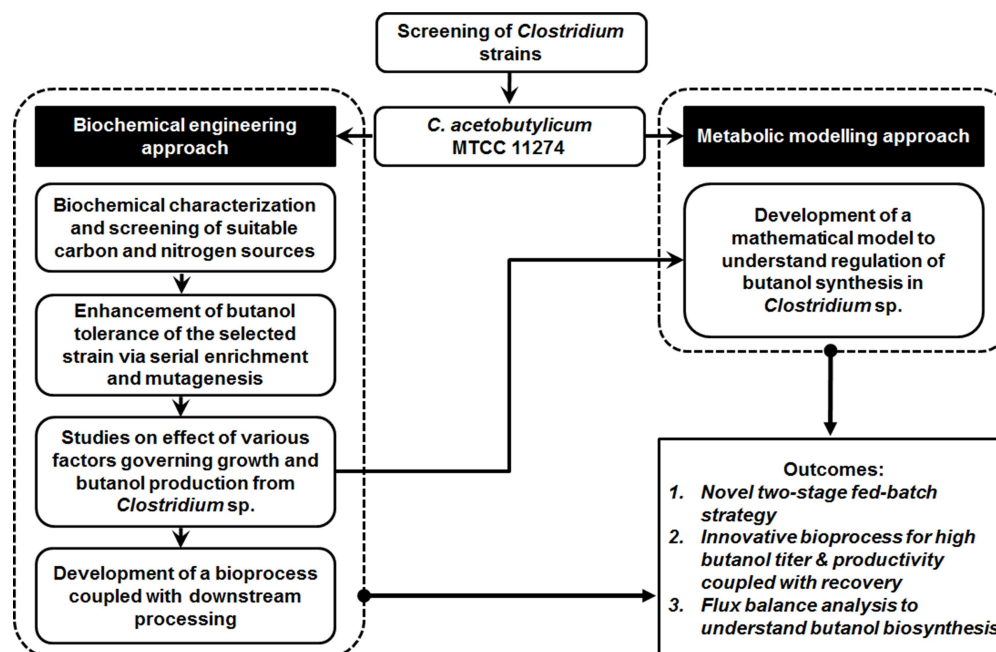 Screening of Clostridium
strains
C. acetobutylicum
MTCC 11274
Biochemical engineering
approach
Biochemical characterization
and screening of suitable
carbon and nitrogen sources
Enhancement of butanol
tolerance of the selected
strain via serial enrichment
and mutagenesis
Studies on effect of various
factors governing growth and
butanol production from
Clostridium sp.
Development of a bioprocess
coupled with downstream
processing
Metabolic modelling approach
Development of a
mathematical model to
understand regulation of
butanol synthesis in
Clostridium sp.
Outcomes:
1. Novel two-stage fed-batch
strategy
2. Innovative bioprocess for high
butanol titer & productivity
coupled with recovery
3. Flux balance analysis to
understand butanol biosynthesis